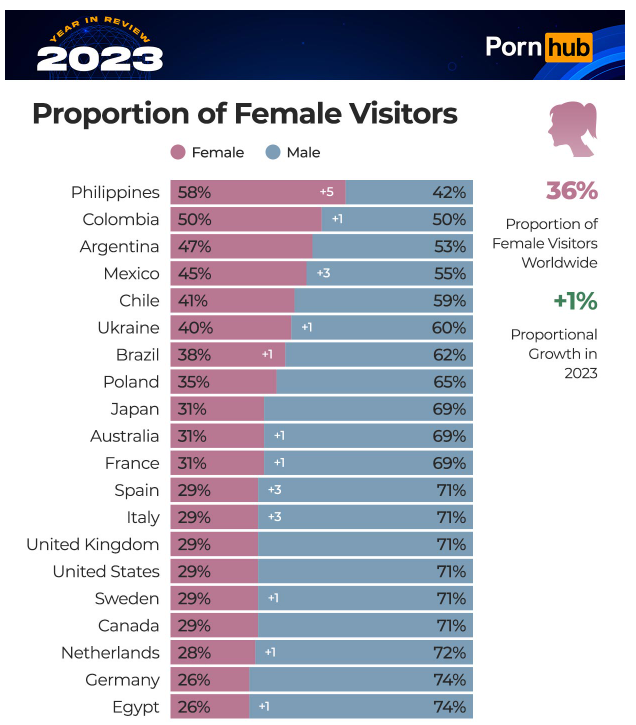 YEAR IN REVIEW
2023
Pornhub
Proportion of Female Visitors
Female Male
Philippines 58% +5 42%
Colombia 50% +1 50%
Argentina 47% 53%
Mexico 45% +3 55%
Chile 41% 59%
Ukraine 40% +1 60%
Brazil 38% +1 62%
Poland 35% 65%
Japan 31% 69%
Australia 31% +1 69%
France 31% +1 69%
Spain 29% +3 71%
Italy 29% +3 71%
United Kingdom 29% 71%
United States 29% 71%
Sweden 29% +1 71%
Canada 29% 71%
Netherlands 28% +1 72%
Germany 26% 74%
Egypt 26% +1 74%
36%
Proportion of
Female Visitors
Worldwide
+1%
Proportional
Growth in
2023